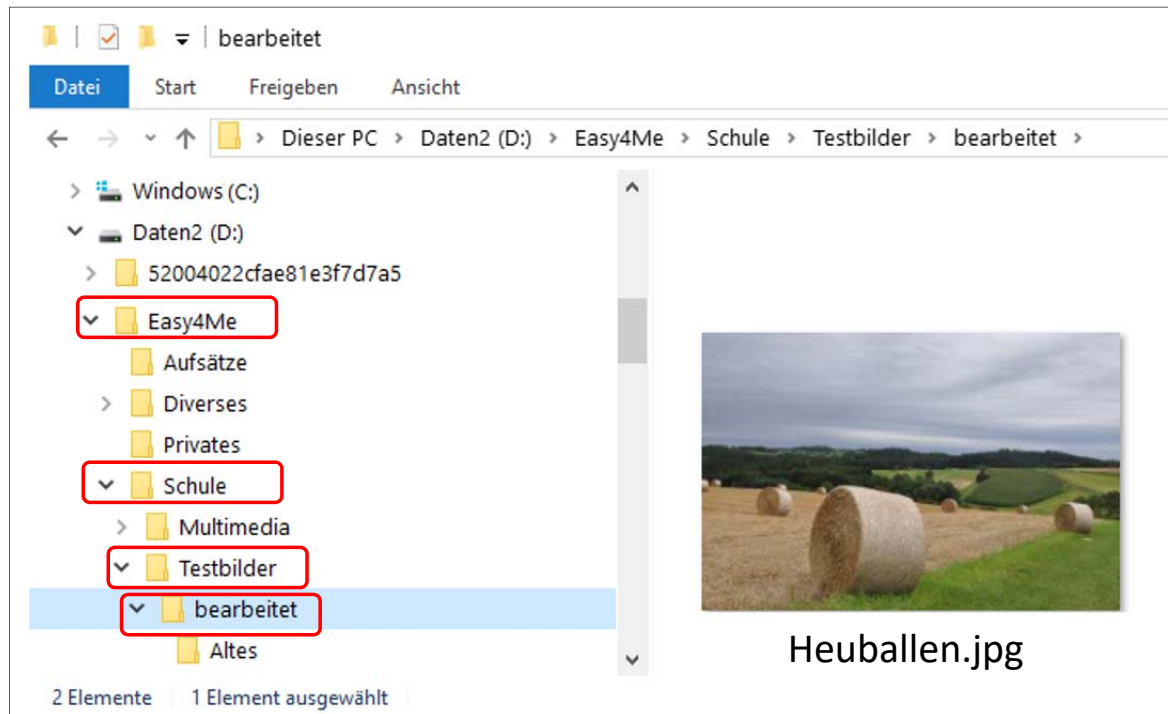 bearbeitet
Datei Start Freigeben Ansicht
Dieser PC > Daten2 (D:) > Easy4Me > Schule > Testbilder > bearbeitet >
Windows (C:)
Daten2 (D:)
52004022cfae81e3f7d7a5
Easy4Me
Aufsätze
Diverses
Privates
Schule
Multimedia
Testbilder
bearbeitet
Altes
Heuballen.jpg
2 Elemente 1 Element ausgewählt